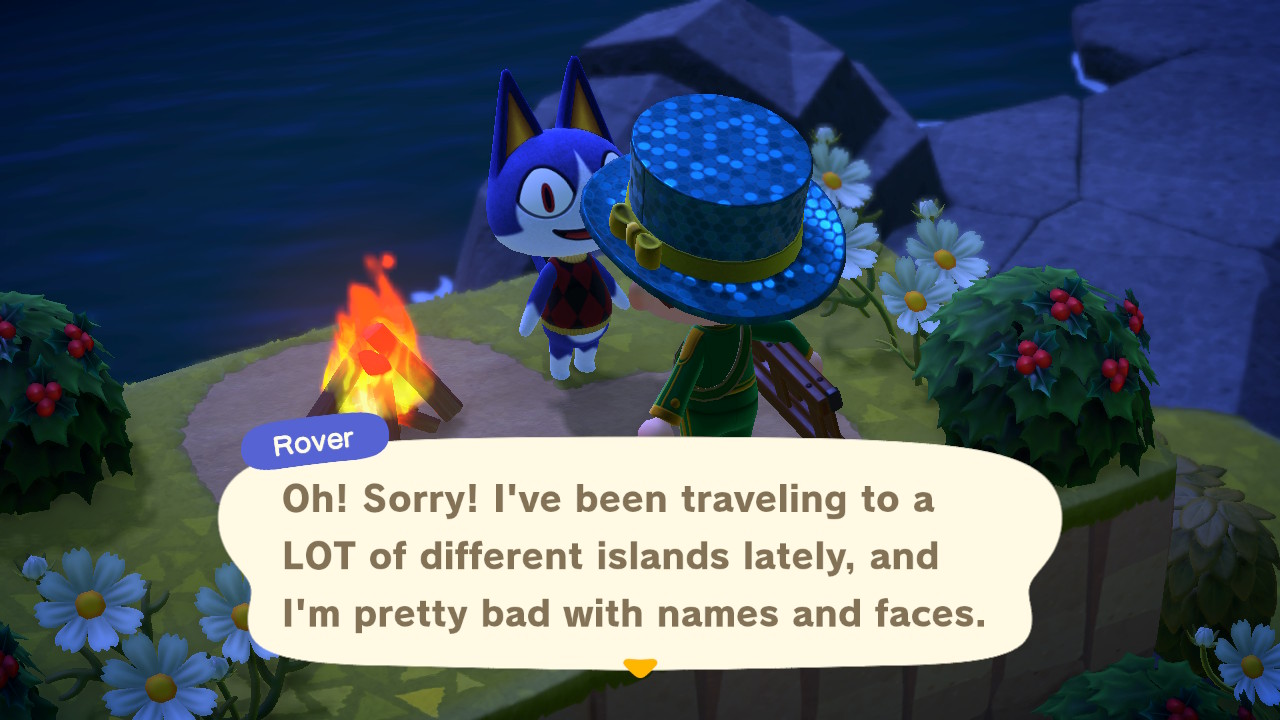 Rover
Oh! Sorry! I've been traveling to a
LOT of different islands lately, and
I'm pretty bad with names and faces.